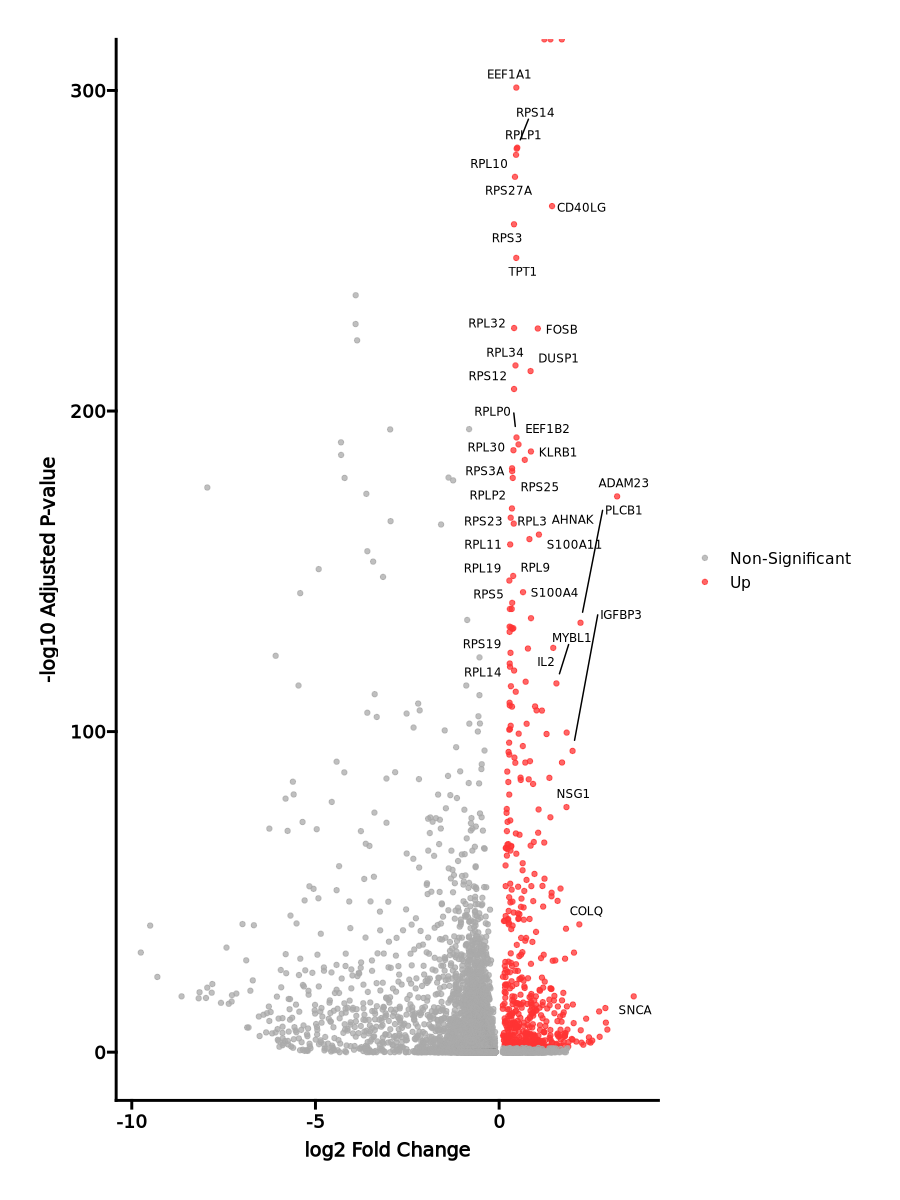 300
200
100
0
-10
-5
0
-log10 Adjusted P-value
log2 Fold Change
EEF1A1
RPS14
RPLP1
RPL10
RPS27A
CD40LG
RPS3
TPT1
RPL32
FOSB
RPL34
DUSP1
RPS12
RPLP0
EEF1B2
RPL30
KLRB1
RPS3A
ADAM23
RPS25
RPLP2
PLCB1
RPS23
RPL3
AHNAK
RPL11
S100A11
RPL19
RPL9
RPS5
S100A4
IGFBP3
MYBL1
RPS19
IL2
RPL14
NSG1
COLQ
SNCA
Non-Significant
Up